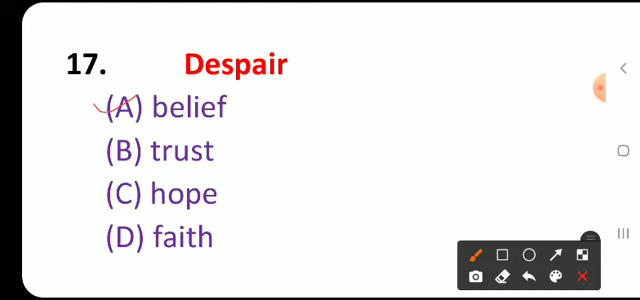 17. Despair
(A) belief
(B) trust
(C) hope
(D) faith